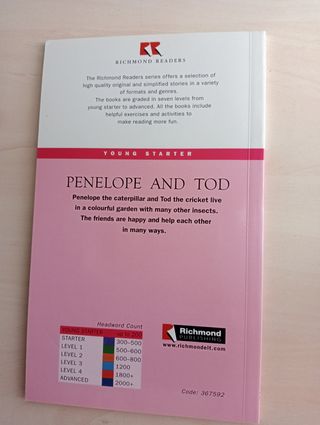 RICHMOND READERS
The Richmond Readers series offers a selection of
high quality original and simplified stories in a variety
of formats and genres.
The books are graded in seven levels from
young starter to advanced. All the books include
helpful exercises and activities to
make reading more fun.
YOUNG STARTER
PENELOPE AND TOD
Penelope the caterpillar and Tod the cricket live
in a colourful garden with many other insects.
The friends are happy and help each other
in many ways.
Headword Count
YOUNG STARTER up to 200
STARTER 300-500
LEVEL 1 500-600
LEVEL 2 600-800
LEVEL 3 1200
LEVEL 4 1800+
ADVANCED 2000+
Richmond
PUBLISHING
www.richmondelt.com
Code: 367592